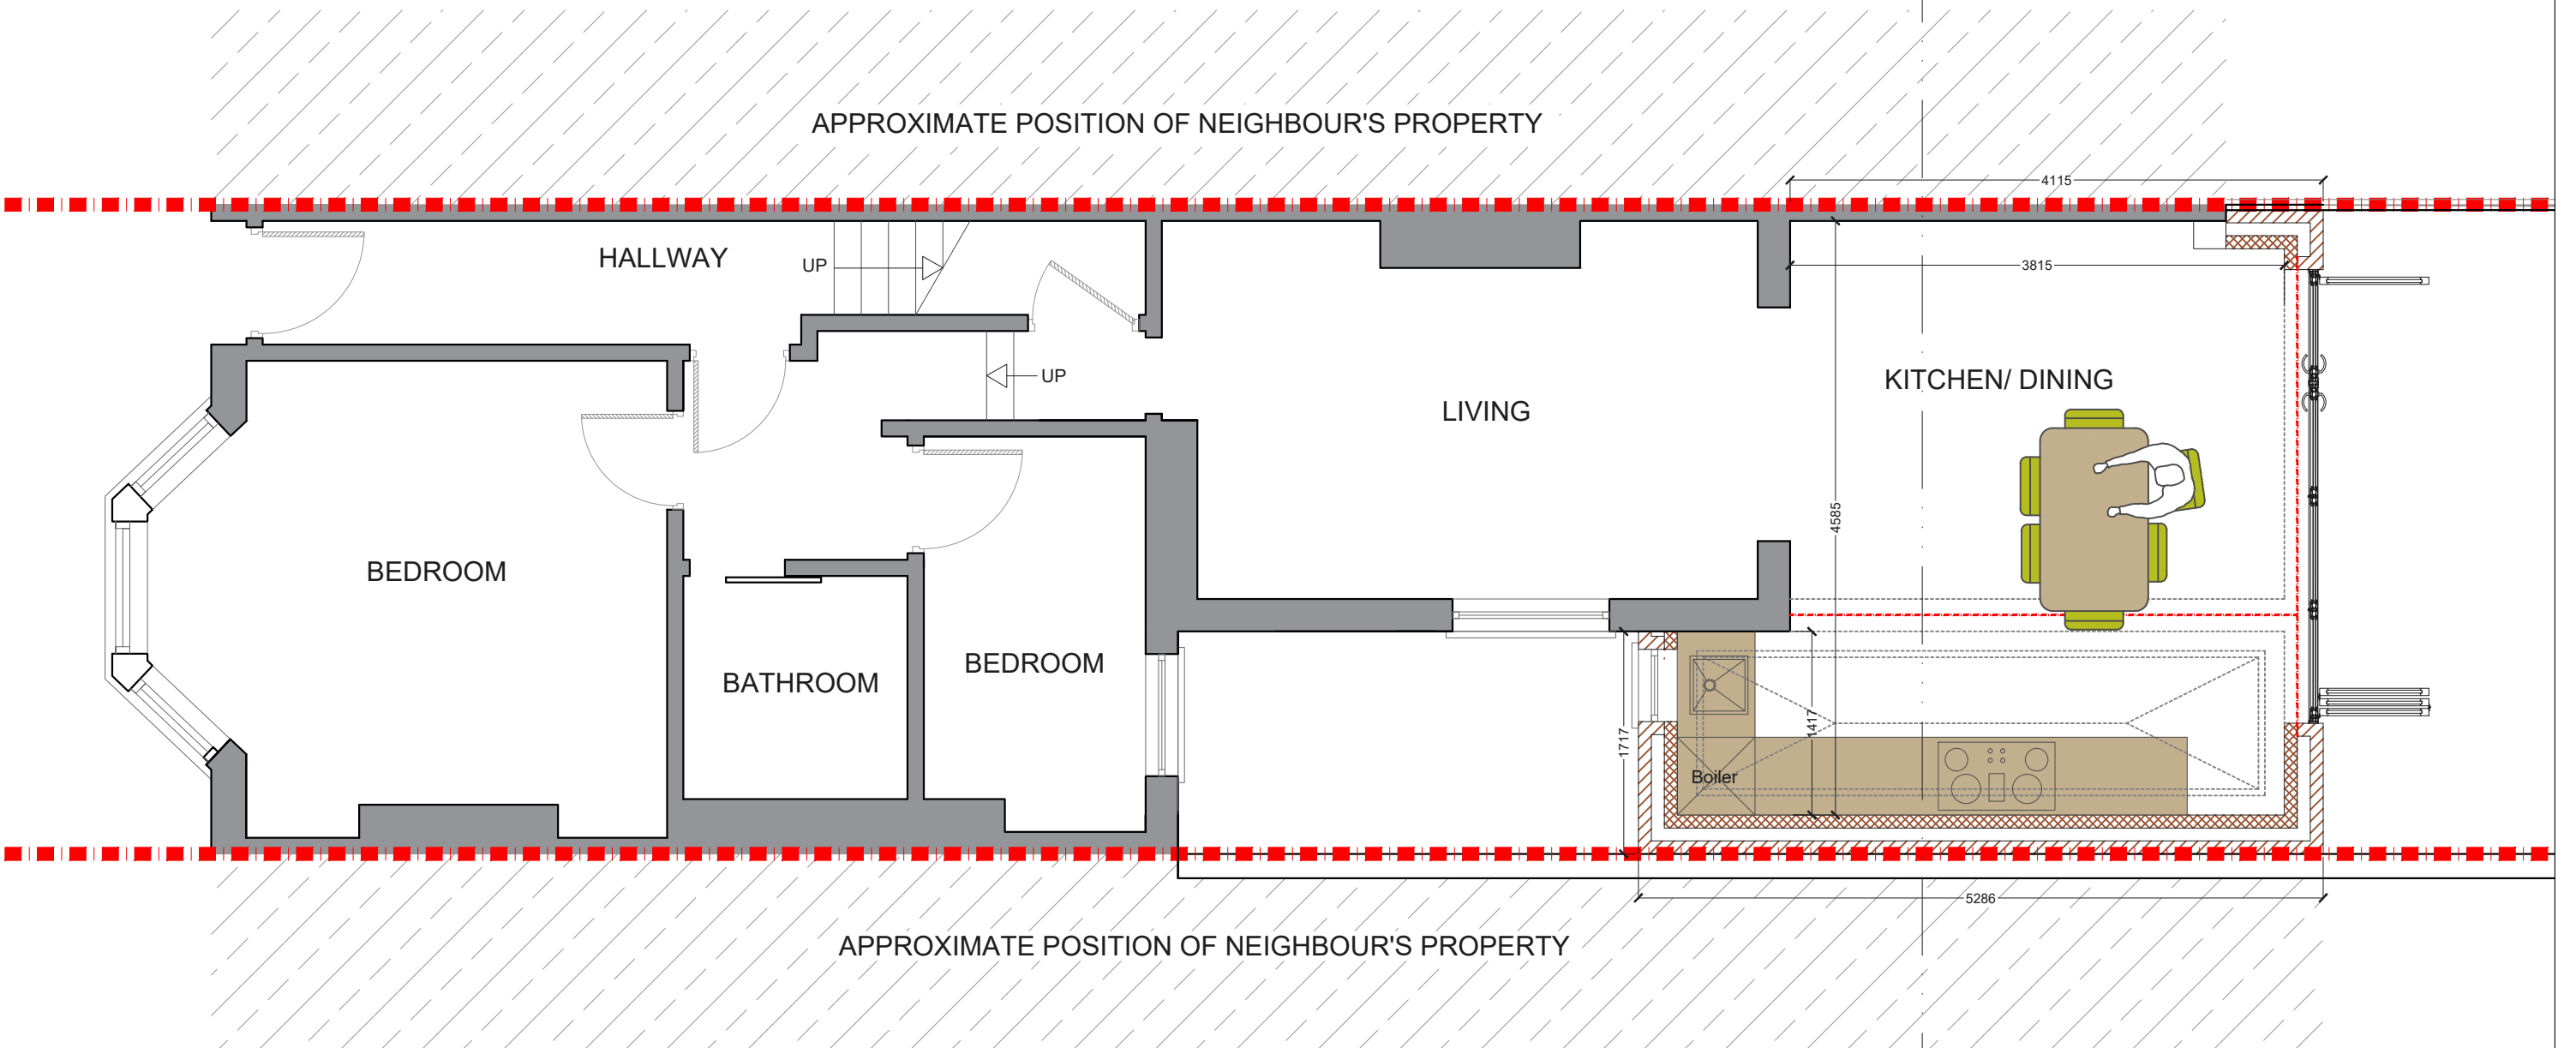 APPROXIMATE POSITION OF NEIGHBOUR'S PROPERTY
4115
HALLWAY
UP
3815
UP
KITCHEN/ DINING
LIVING
4585
BEDROOM
BEDROOM
BATHROOM
1417
1717
Boiler
5286
APPROXIMATE POSITION OF NEIGHBOUR'S PROPERTY